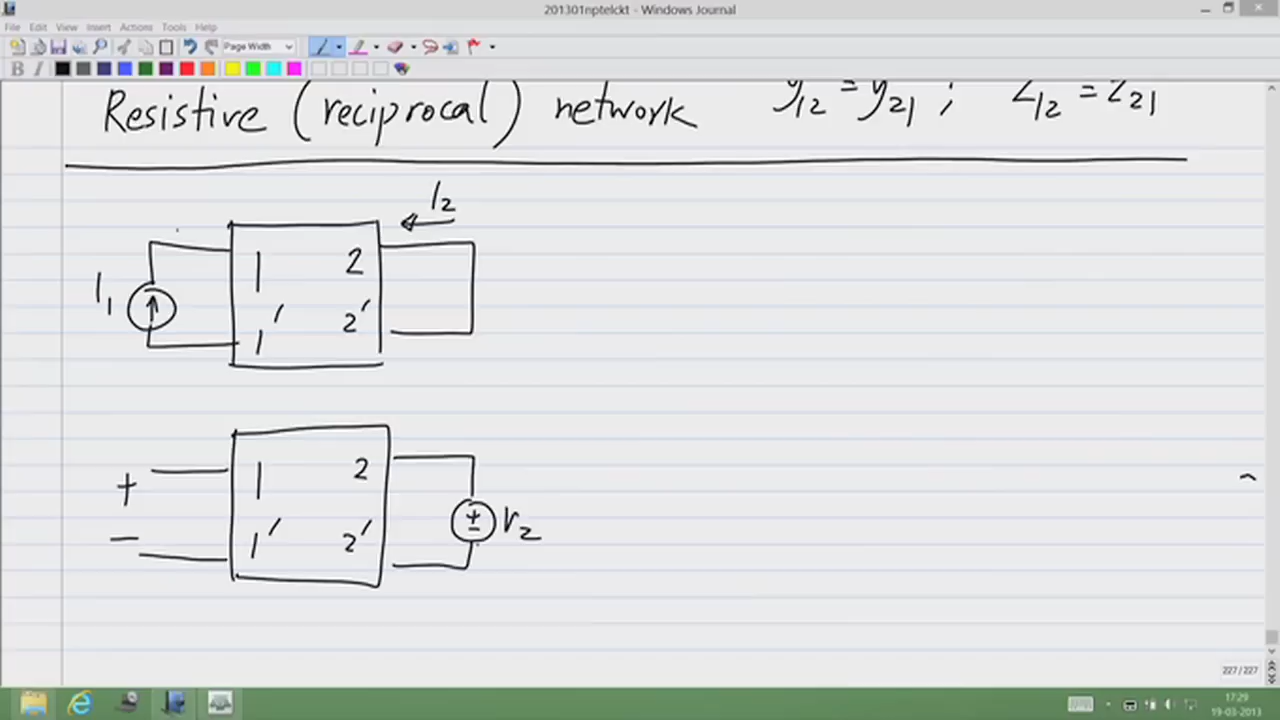 201301nptelckt - Windows Journal
File Edit View Insert Actions Tools Help
Page Width
B I
Resistive (reciprocal) network y12 = y21 ; Z12 = Z21
I2
I1
1 2
1' 2'
+ 1 2
+
- V2
- 1' 2'
227 / 227
17:29
19-03-2013